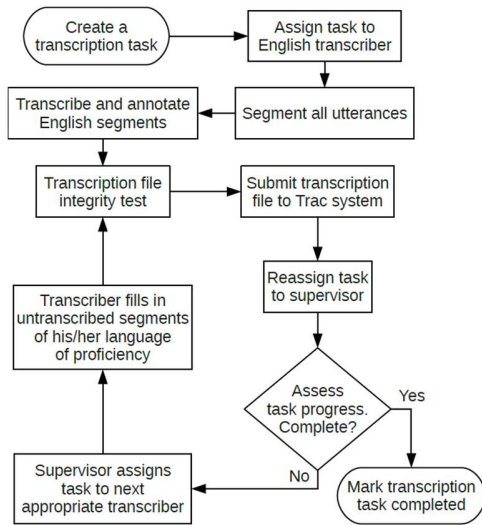 Create a
transcription task
Assign task to
English transcriber
Segment all utterances
Transcribe and annotate
English segments
Transcription file
integrity test
Submit transcription
file to Trac system
Reassign task
to supervisor
Transcriber fills in
untranscribed segments
of his/her language
of proficiency
Assess
task progress.
Complete?
Yes
No
Supervisor assigns
task to next
appropriate transcriber
Mark transcription
task completed